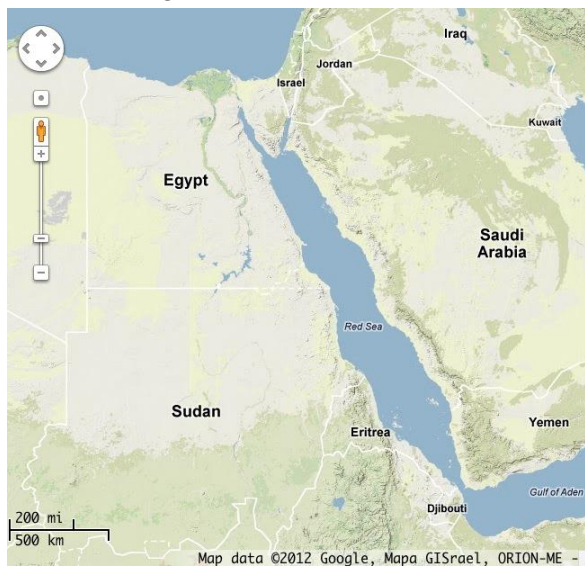 Iraq
Jordan
Israel
Kuwait
Egypt
Saudi
Arabia
Red Sea
Sudan
Yemen
Eritrea
Gulf of Aden
Djibouti
200 mi
500 km
Map data ©2012 Google, Mapa GISrael, ORION-ME -